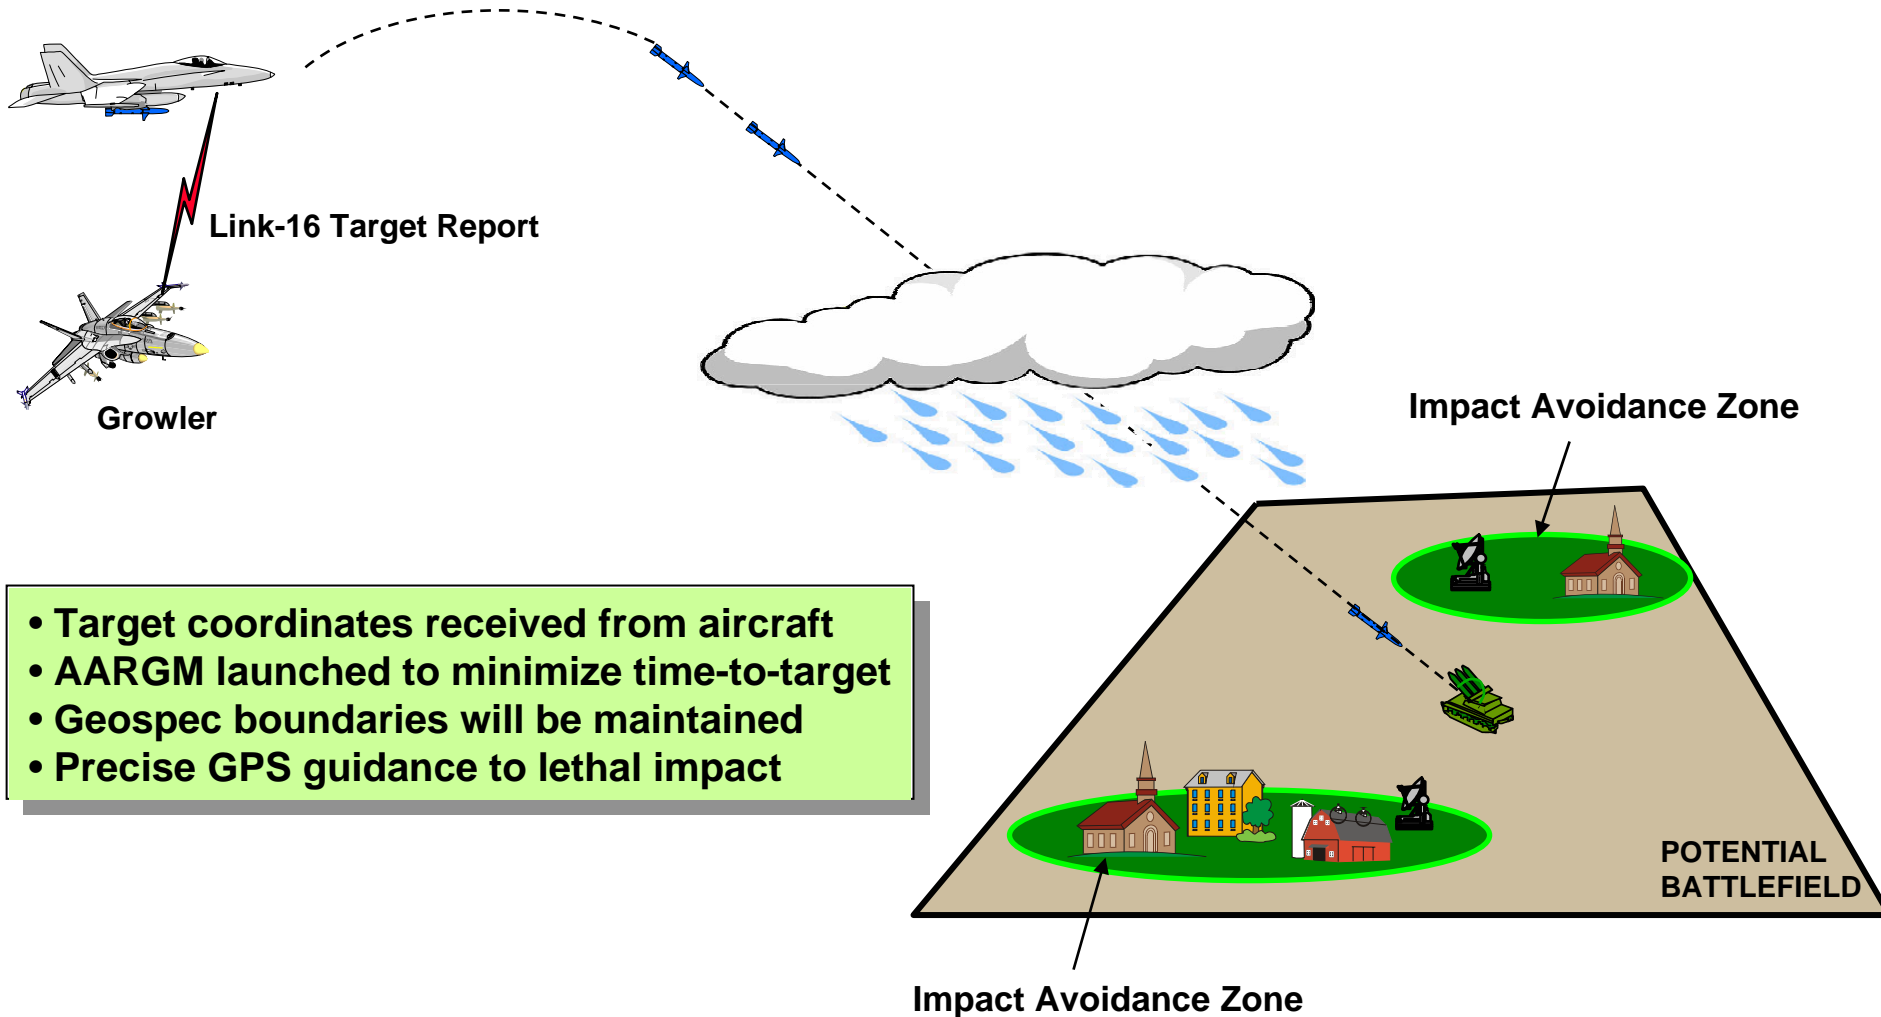 Link-16 Target Report
Growler
Impact Avoidance Zone
• Target coordinates received from aircraft
• AARGM launched to minimize time-to-target
• Geospec boundaries will be maintained
• Precise GPS guidance to lethal impact
POTENTIAL
BATTLEFIELD
Impact Avoidance Zone